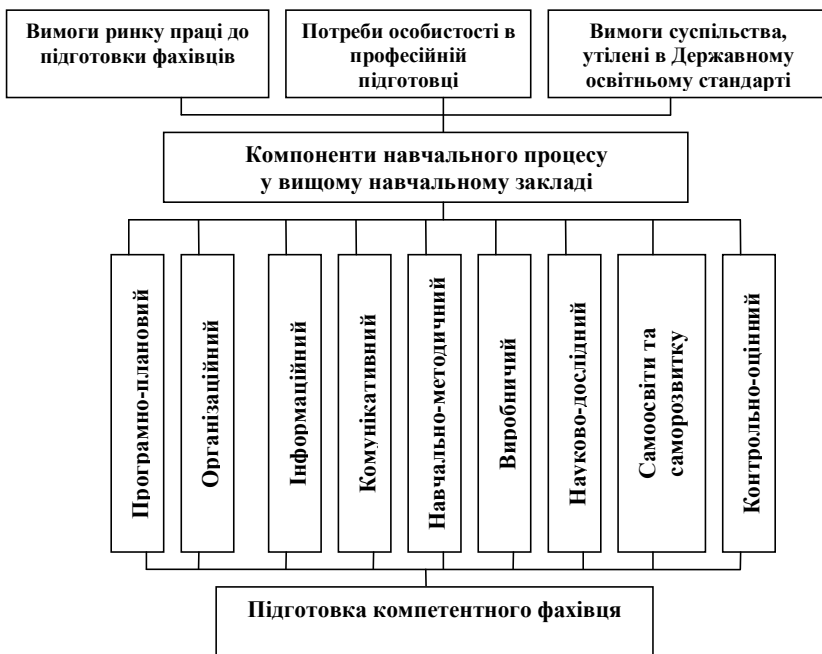 Вимоги ринку праці до
підготовки фахівців
Потреби особистості в
професійній
підготовці
Вимоги суспільства,
утілені в Державному
освітньому стандарті
Компоненти навчального процесу
у вищому навчальному закладі
Програмно-плановий
Організаційний
Інформаційний
Комунікативний
Навчально-методичний
Виробничий
Науково-дослідний
Самоосвіти та
саморозвитку
Контрольно-оцінний
Підготовка компетентного фахівця